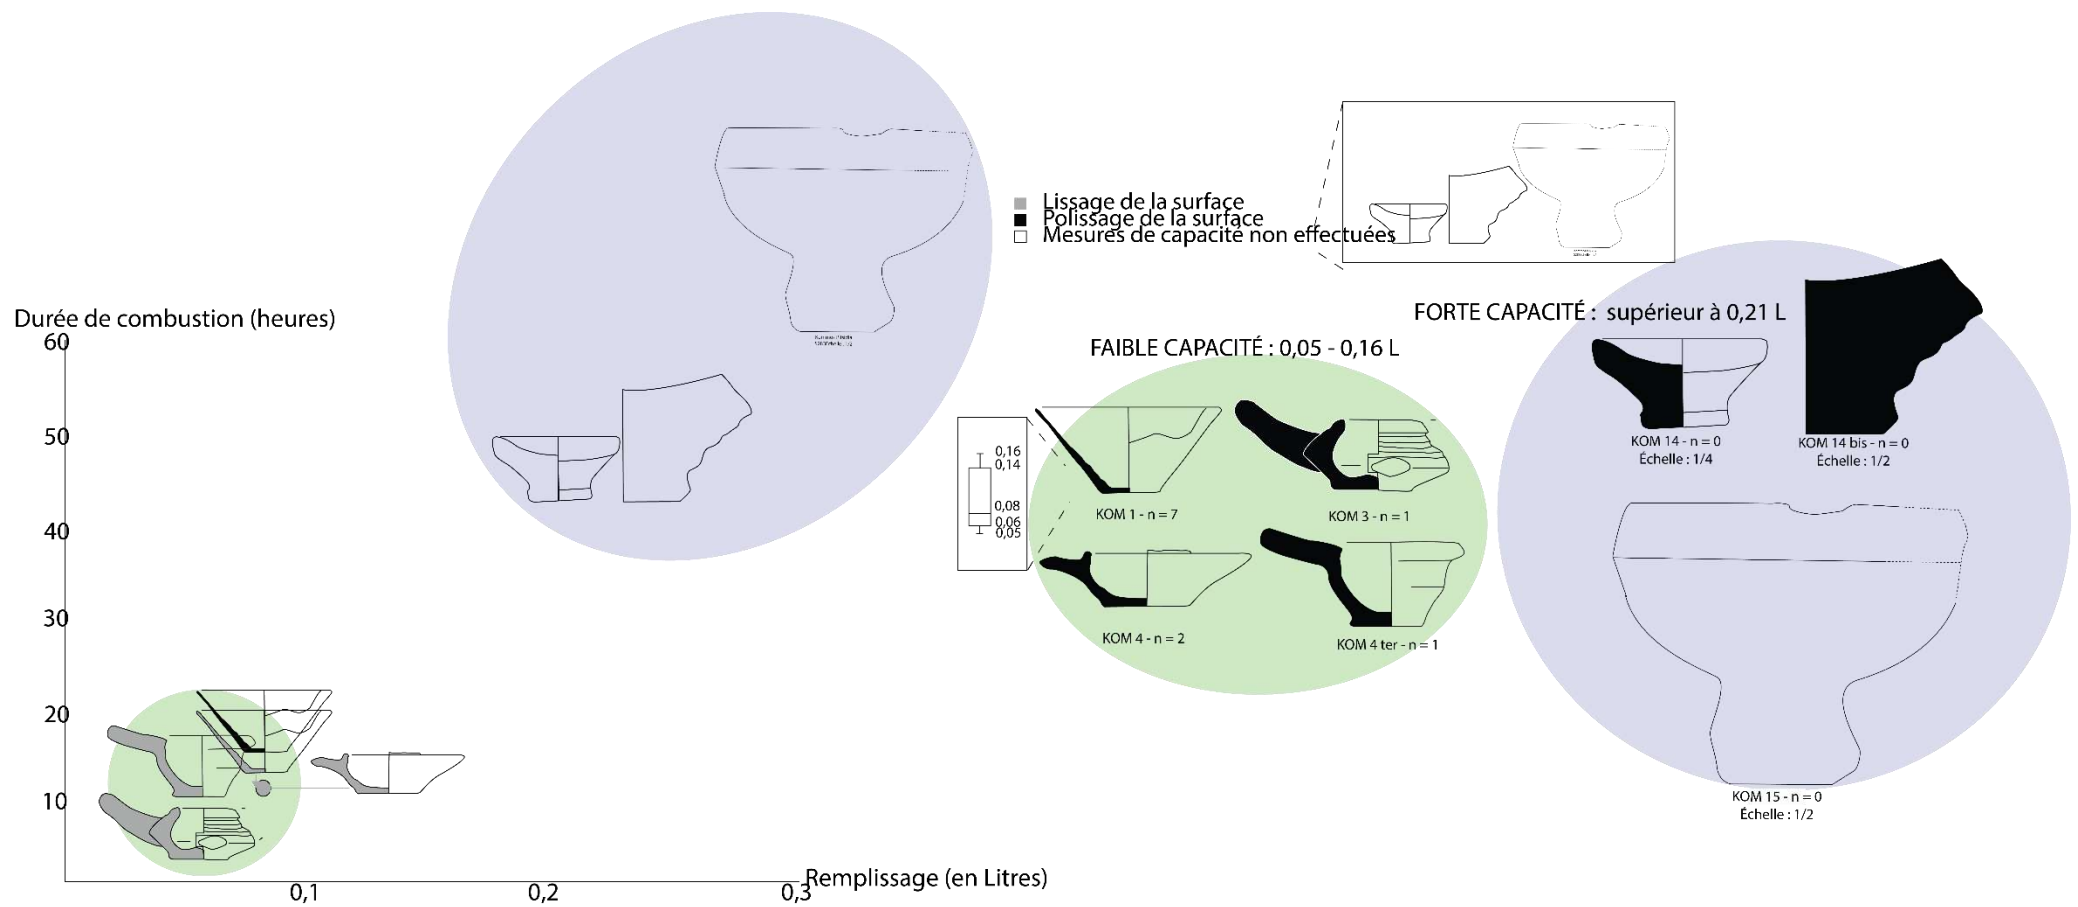 Lissage de la surface
Polissage de la surface
Mesures de capacité non effectuées
Durée de combustion (heures)
60
50
40
30
20
10
0,1
0,2
0,3
Remplissage (en Litres)
FAIBLE CAPACITÉ : 0,05 - 0,16 L
0,16
0,14
0,08
0,06
0,05
KOM 1 - n = 7
KOM 3 - n = 1
KOM 4 - n = 2
KOM 4 ter - n = 1
FORTE CAPACITÉ : supérieur à 0,21 L
KOM 14 - n = 0
Échelle : 1/4
KOM 14 bis - n = 0
Échelle : 1/2
KOM 15 - n = 0
Échelle : 1/2